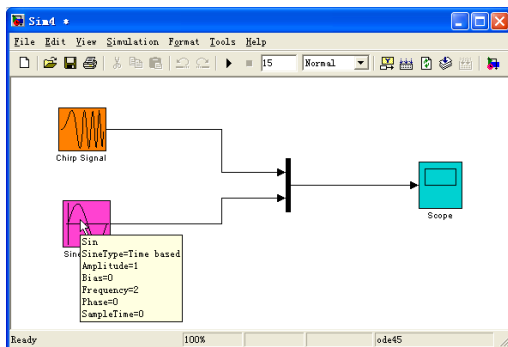 Sim4 *
File Edit View Simulation Format Tools Help
15 Normal
Chirp Signal
Scope
Sin
SineType=Time based
Amplitude=1
Bias=0
Frequency=2
Phase=0
SampleTime=0
Ready 100% ode45